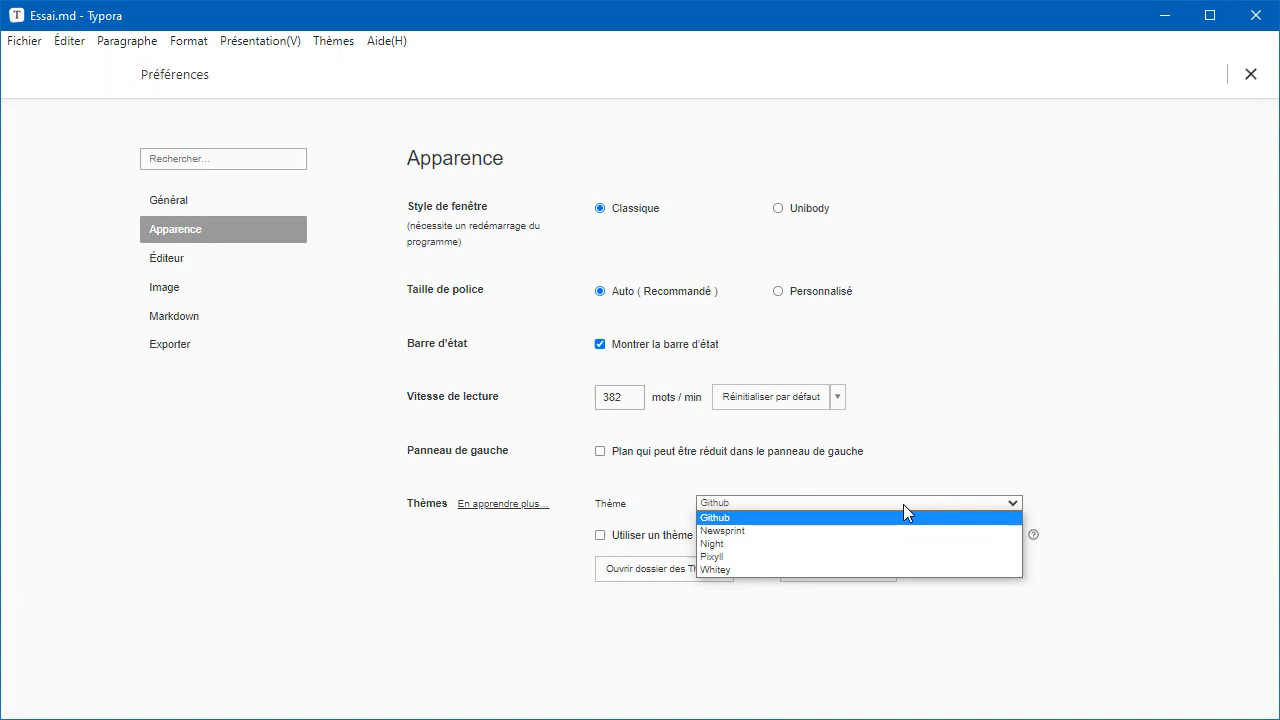 Essai.md - Typora
Fichier Éditer Paragraphe Format Présentation(V) Thèmes Aide(H)
Préférences
Rechercher...
Général
Apparence
Éditeur
Image
Markdown
Exporter
Apparence
Style de fenêtre
(nécessite un redémarrage du
programme)
Classique
Unibody
Taille de police
Auto ( Recommandé )
Personnalisé
Barre d'état
Montrer la barre d'état
Vitesse de lecture
382
mots / min
Réinitialiser par défaut
Panneau de gauche
Plan qui peut être réduit dans le panneau de gauche
Thèmes
En apprendre plus...
Thème
Github
Github
Newsprint
Night
Pixyll
Whitey
Utiliser un thème
Ouvrir dossier des